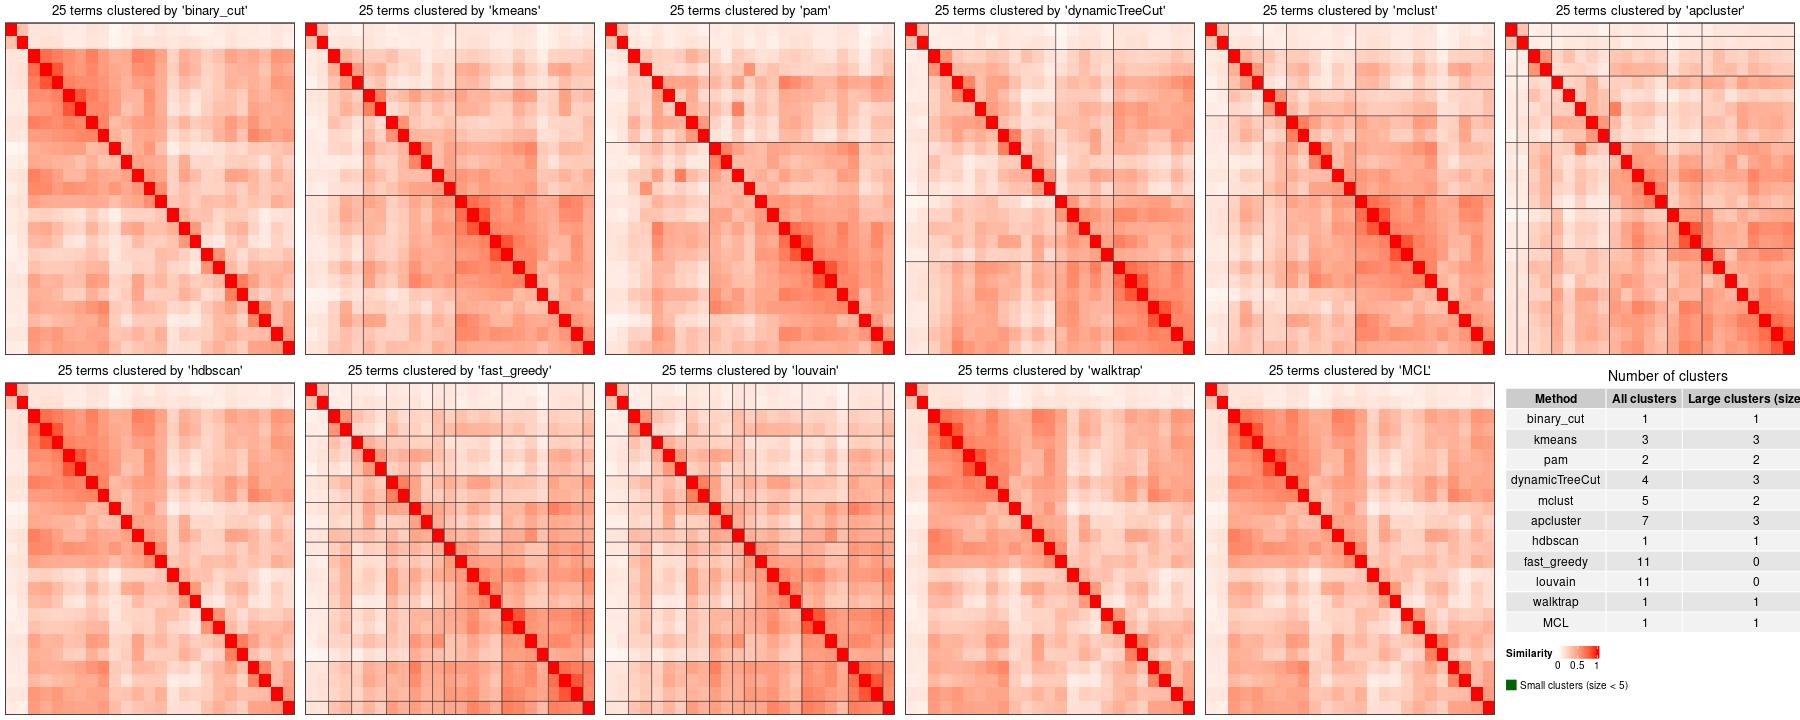 25 terms clustered by 'binary_cut'
25 terms clustered by 'kmeans'
25 terms clustered by 'pam'
25 terms clustered by 'dynamicTreeCut'
25 terms clustered by 'mclust'
25 terms clustered by 'apcluster'
25 terms clustered by 'hdbscan'
25 terms clustered by 'fast_greedy'
25 terms clustered by 'louvain'
25 terms clustered by 'walktrap'
25 terms clustered by 'MCL'
Number of clusters
Method All clusters Large clusters (size
binary_cut 1 1
kmeans 3 3
pam 2 2
dynamicTreeCut 4 3
mclust 5 2
apcluster 7 3
hdbscan 1 1
fast_greedy 11 0
louvain 11 0
walktrap 1 1
MCL 1 1
Similarity
0 0.5 1
Small clusters (size < 5)